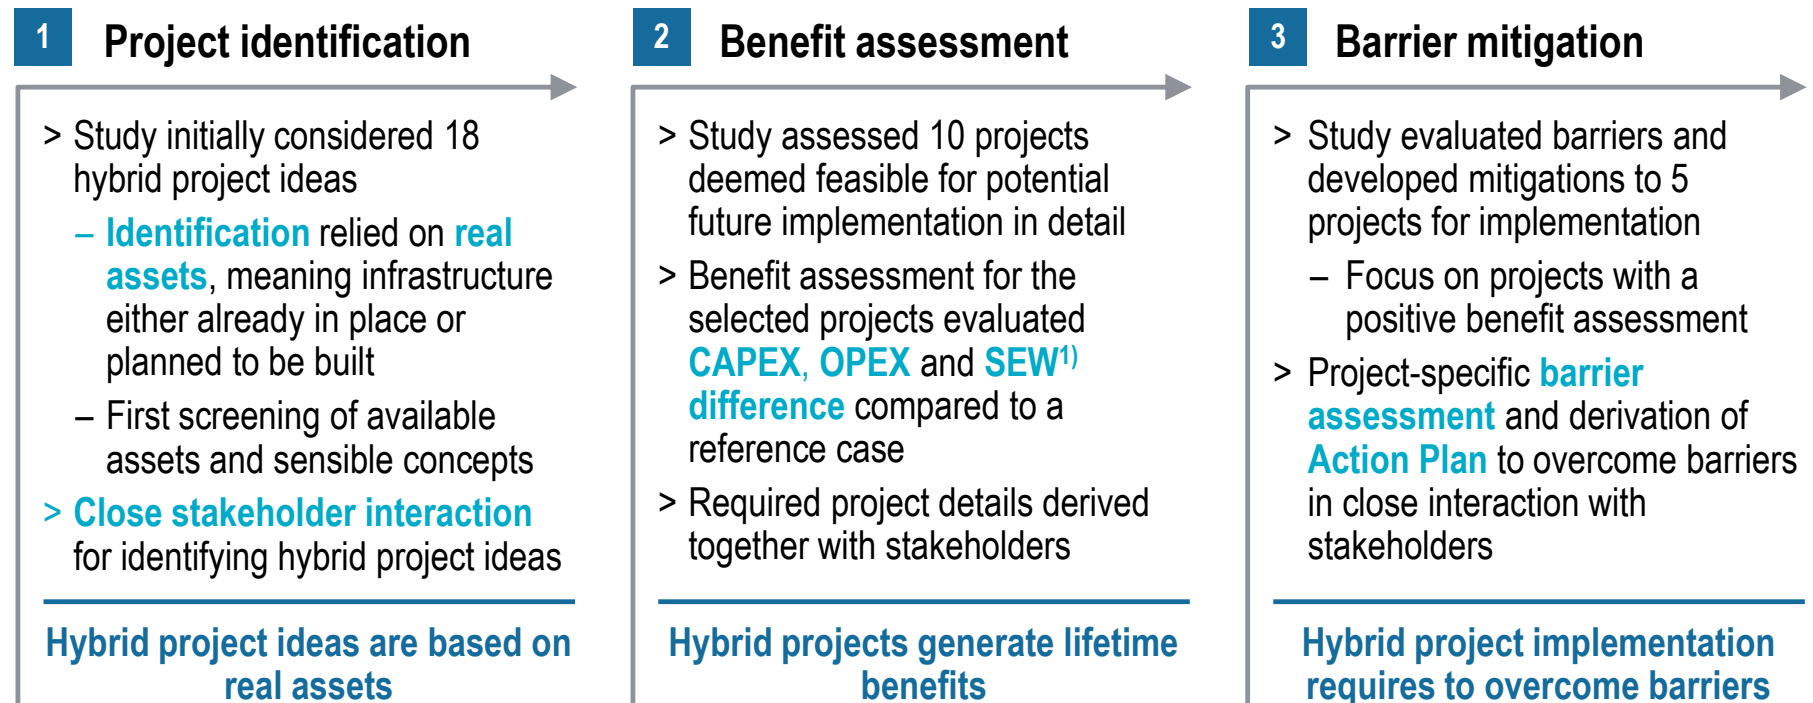 1 Project identification
> Study initially considered 18
hybrid project ideas
– Identification relied on real
assets, meaning infrastructure
either already in place or
planned to be built
– First screening of available
assets and sensible concepts
> Close stakeholder interaction
for identifying hybrid project ideas
Hybrid project ideas are based on
real assets
2 Benefit assessment
> Study assessed 10 projects
deemed feasible for potential
future implementation in detail
> Benefit assessment for the
selected projects evaluated
CAPEX, OPEX and SEW1)
difference compared to a
reference case
> Required project details derived
together with stakeholders
Hybrid projects generate lifetime
benefits
3 Barrier mitigation
> Study evaluated barriers and
developed mitigations to 5
projects for implementation
– Focus on projects with a
positive benefit assessment
> Project-specific barrier
assessment and derivation of
Action Plan to overcome barriers
in close interaction with
stakeholders
Hybrid project implementation
requires to overcome barriers